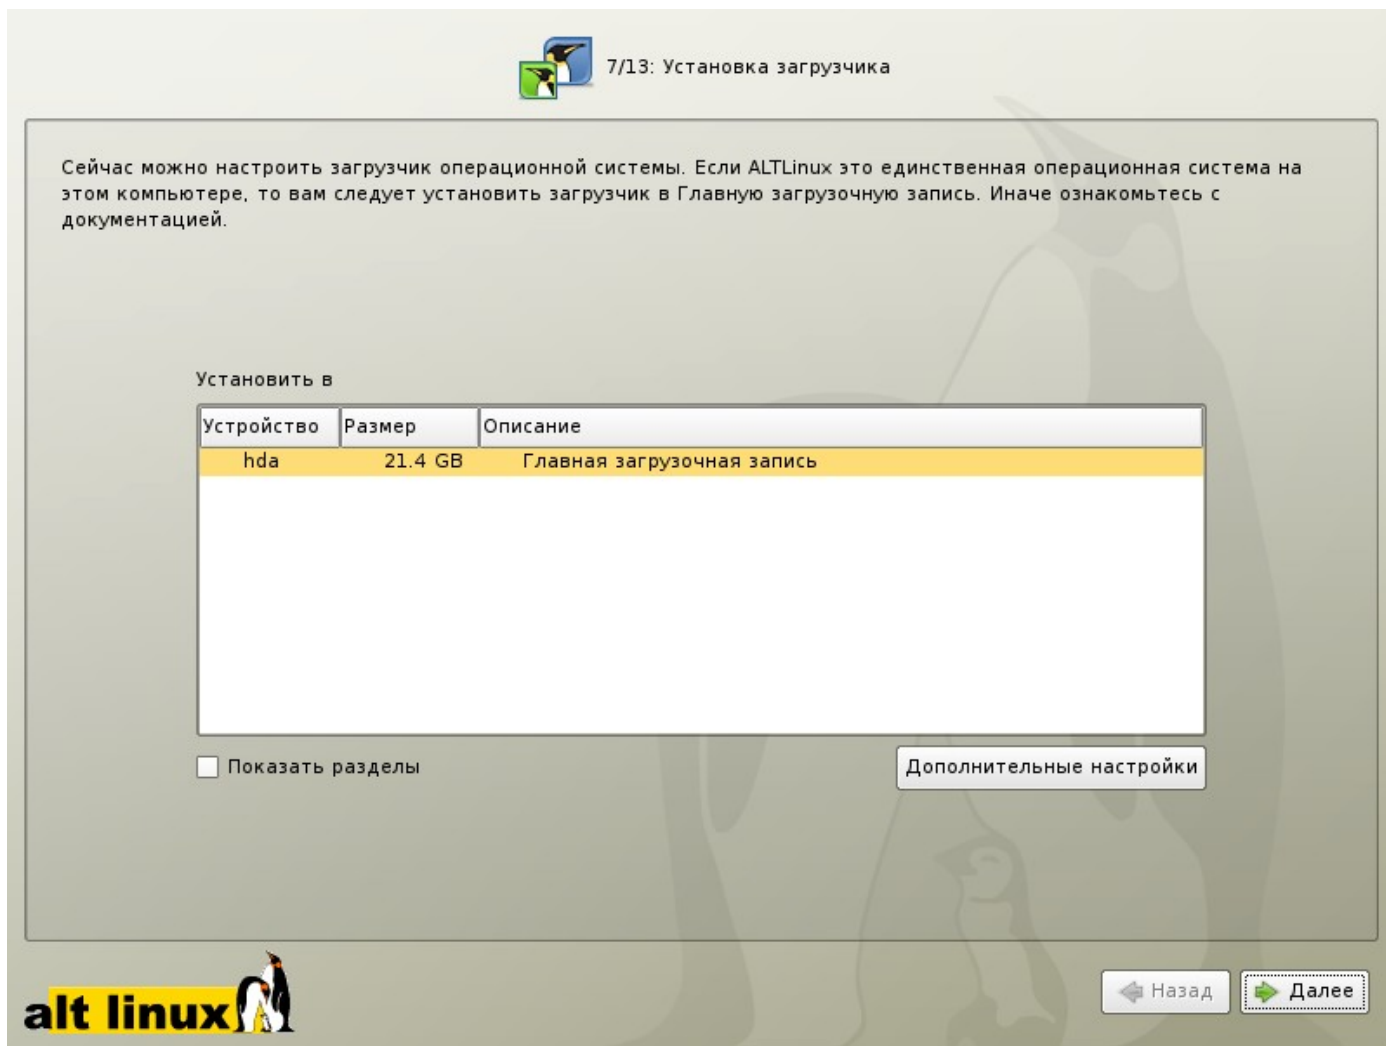 7/13: Установка загрузчика
Сейчас можно настроить загрузчик операционной системы. Если ALTLinux это единственная операционная система на
этом компьютере, то вам следует установить загрузчик в Главную загрузочную запись. Иначе ознакомьтесь с
документацией.
Установить в
Устройство Размер Описание
hda 21.4 GB Главная загрузочная запись
Показать разделы Дополнительные настройки
alt linux Назад Далее